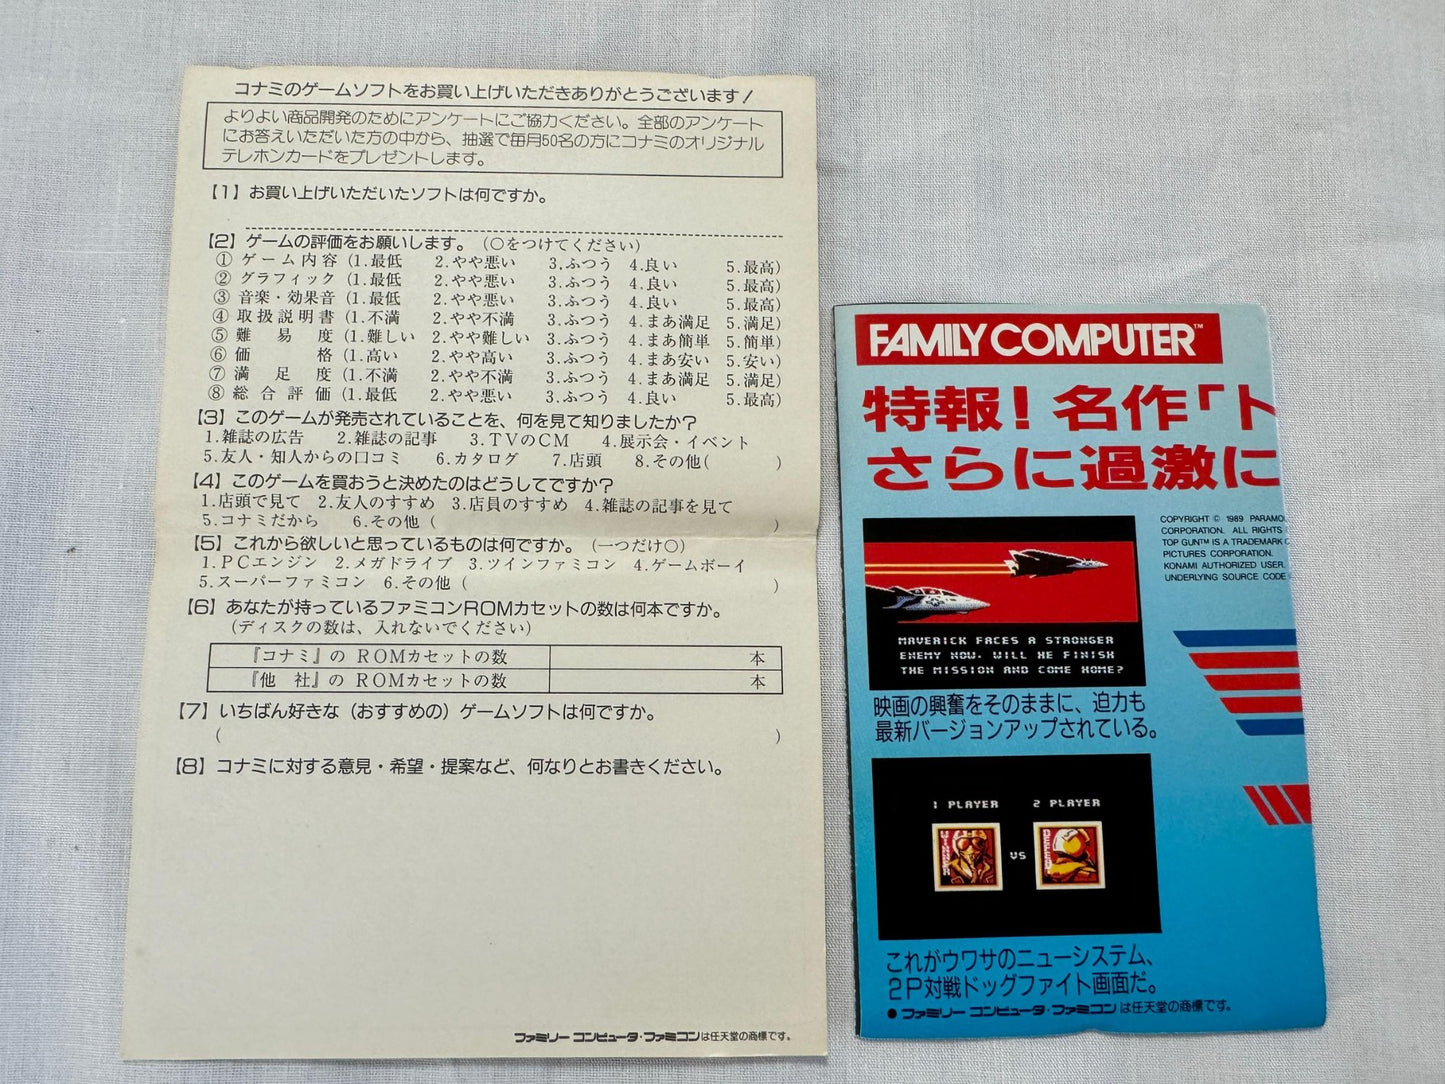 コナミのゲームソフトをお買い上げいただきありがとうございます！
よりよい商品開発のためにアンケートにご協力ください。全部のアンケート
にお答えいただいた方の中から、抽選で毎月50名の方にコナミのオリジナル
テレホンカードをプレゼントします。
【1】お買い上げいただいたソフトは何ですか。
【2】ゲームの評価をお願いします。（○をつけてください）
① ゲーム内容（1.最低 2.やや悪い 3.ふつう 4.良い 5.最高）
② グラフィック（1.最低 2.やや悪い 3.ふつう 4.良い 5.最高）
③ 音楽・効果音（1.最低 2.やや悪い 3.ふつう 4.良い 5.最高）
④ 取扱説明書（1.不満 2.やや不満 3.ふつう 4.まあ満足 5.満足）
⑤ 難易度（1.難しい 2.やや難しい 3.ふつう 4.まあ簡単 5.簡単）
⑥ 価格（1.高い 2.やや高い 3.ふつう 4.まあ安い 5.安い）
⑦ 満足度（1.不満 2.やや不満 3.ふつう 4.まあ満足 5.満足）
⑧ 総合評価（1.最低 2.やや悪い 3.ふつう 4.良い 5.最高）
【3】このゲームが発売されていることを、何を見て知りましたか？
1.雑誌の広告 2.雑誌の記事 3.TVのCM 4.展示会・イベント
5.友人・知人からの口コミ 6.カタログ 7.店頭 8.その他（ ）
【4】このゲームを買おうと決めたのはどうしてですか？
1.店頭で見て 2.友人のすすめ 3.店員のすすめ 4.雑誌の記事を見て
5.コナミだから 6.その他（ ）
【5】これから欲しいと思っているものは何ですか。（一つだけ○）
1.PCエンジン 2.メガドライブ 3.ツインファミコン 4.ゲームボーイ
5.スーパーファミコン 6.その他（ ）
【6】あなたが持っているファミコンROMカセットの数は何本ですか。
（ディスクの数は、入れないでください）
『コナミ』の ROMカセットの数 本
『他 社』の ROMカセットの数 本
【7】いちばん好きな（おすすめの）ゲームソフトは何ですか。
（ ）
【8】コナミに対する意見・希望・提案など、何なりとお書きください。
ファミリーコンピュータ・ファミコンは任天堂の商標です。
FAMILY COMPUTER™
特報！名作「ト
さらに過激に
COPYRIGHT © 1989 PARAMOU
CORPORATION. ALL RIGHTS
TOP GUN™ IS A TRADEMARK O
PICTURES CORPORATION.
KONAMI AUTHORIZED USER.
UNDERLYING SOURCE CODE
MAVERICK FACES A STRONGER
ENEMY NOW. WILL HE FINISH
THE MISSION AND COME HOME?
映画の興奮をそのままに、迫力も
最新バージョンアップされている。
1 PLAYER 2 PLAYER
VS
これがウワサのニューシステム、
2P対戦ドッグファイト画面だ。
●ファミリーコンピュータ・ファミコンは任天堂の商標です。